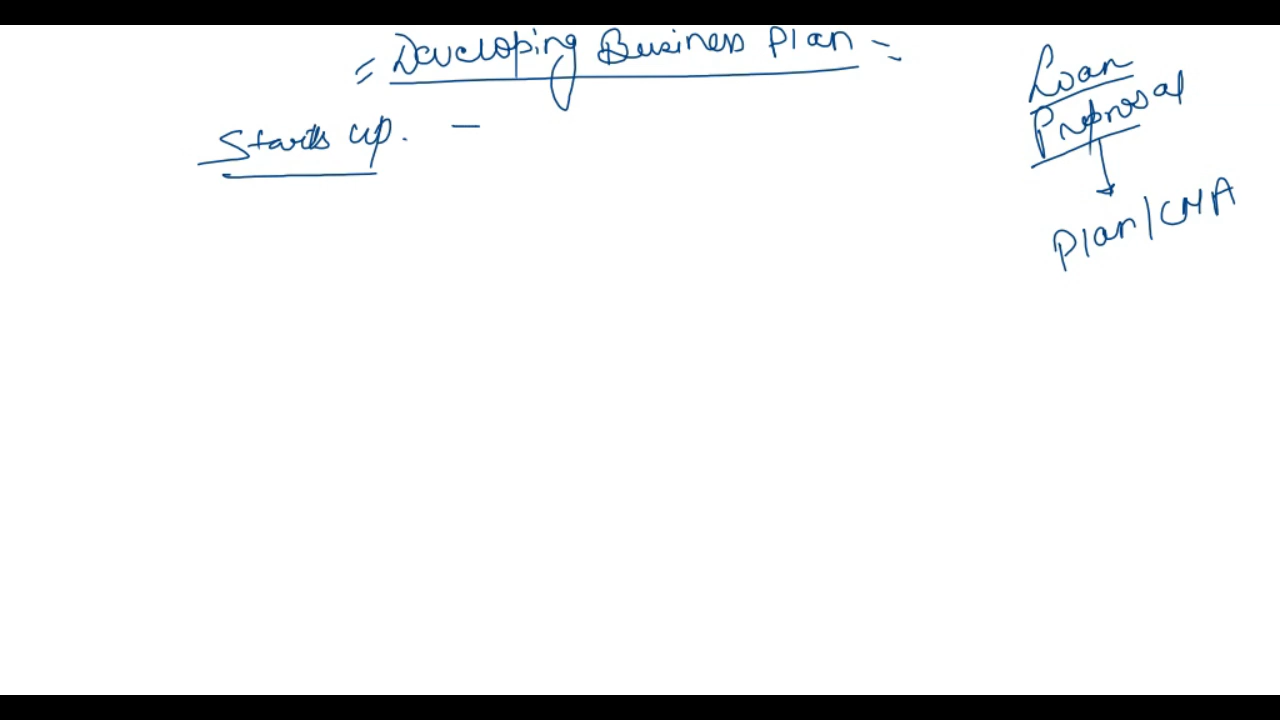 = Developing Business Plan =
Starts up. -
Loan
Proposal
Plan/CMA